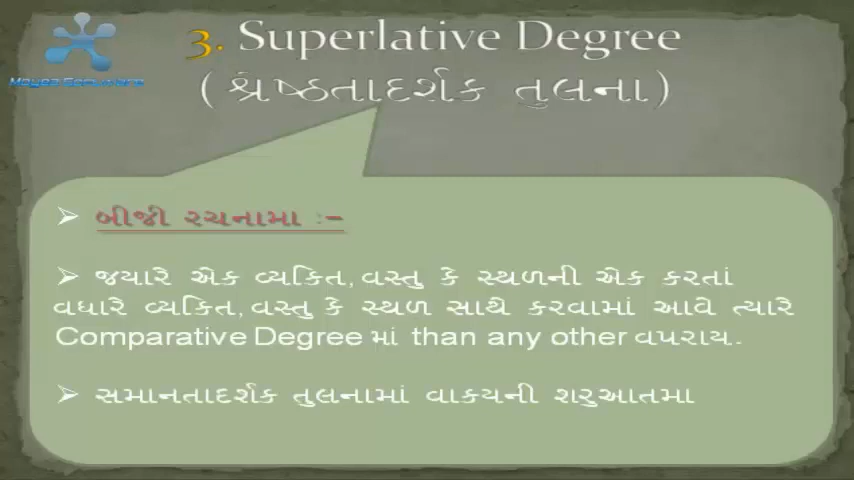 3. Superlative Degree
(શ્રેષ્ઠતાદર્શક તુલના)
બીજી રચનામા :-
જયારે એક વ્યકિત, વસ્તુ કે સ્થળની એક કરતાં
વધારે વ્યકિત, વસ્તુ કે સ્થળ સાથે કરવામાં આવે ત્યારે
Comparative Degree માં than any other વપરાય.
સમાનતાદર્શક તુલનામાં વાકયની શરુઆતમા